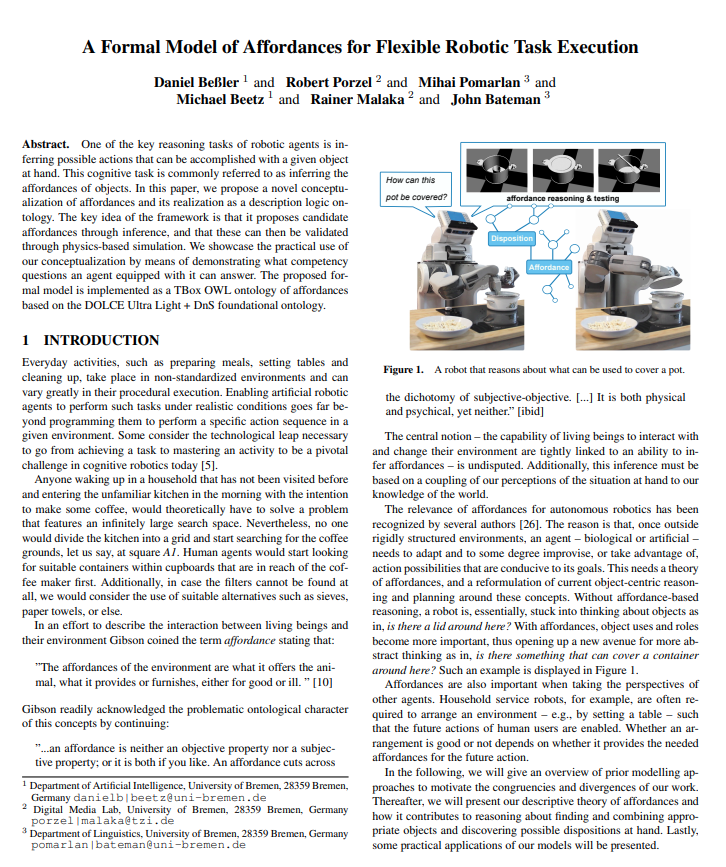 A Formal Model of Affordances for Flexible Robotic Task Execution
Daniel Beßler 1 and Robert Porzel 2 and Mihai Pomarlan 3 and
Michael Beetz 1 and Rainer Malaka 2 and John Bateman 3
Abstract. One of the key reasoning tasks of robotic agents is in-
ferring possible actions that can be accomplished with a given object
at hand. This cognitive task is commonly referred to as inferring the
affordances of objects. In this paper, we propose a novel conceptu-
alization of affordances and its realization as a description logic on-
tology. The key idea of the framework is that it proposes candidate
affordances through inference, and that these can then be validated
through physics-based simulation. We showcase the practical use of
our conceptualization by means of demonstrating what competency
questions an agent equipped with it can answer. The proposed for-
mal model is implemented as a TBox OWL ontology of affordances
based on the DOLCE Ultra Light + DnS foundational ontology.
1 INTRODUCTION
Everyday activities, such as preparing meals, setting tables and
cleaning up, take place in non-standardized environments and can
vary greatly in their procedural execution. Enabling artificial robotic
agents to perform such tasks under realistic conditions goes far be-
yond programming them to perform a specific action sequence in a
given environment. Some consider the technological leap necessary
to go from achieving a task to mastering an activity to be a pivotal
challenge in cognitive robotics today [5].
Anyone waking up in a household that has not been visited before
and entering the unfamiliar kitchen in the morning with the intention
to make some coffee, would theoretically have to solve a problem
that features an infinitely large search space. Nevertheless, no one
would divide the kitchen into a grid and start searching for the coffee
grounds, let us say, at square A1. Human agents would start looking
for suitable containers within cupboards that are in reach of the cof-
fee maker first. Additionally, in case the filters cannot be found at
all, we would consider the use of suitable alternatives such as sieves,
paper towels, or else.
In an effort to describe the interaction between living beings and
their environment Gibson coined the term affordance stating that:
”The affordances of the environment are what it offers the ani-
mal, what it provides or furnishes, either for good or ill. ” [10]
Gibson readily acknowledged the problematic ontological character
of this concepts by continuing:
”...an affordance is neither an objective property nor a subjec-
tive property; or it is both if you like. An affordance cuts across
1 Department of Artificial Intelligence, University of Bremen, 28359 Bremen,
Germany danielb|beetz@uni-bremen.de
2 Digital Media Lab, University of Bremen, 28359 Bremen, Germany
porzel|malaka@tzi.de
3 Department of Linguistics, University of Bremen, 28359 Bremen, Germany
pomarlan|bateman@uni-bremen.de
How can this
pot be covered?
affordance reasoning & testing
Disposition
Affordance
Figure 1. A robot that reasons about what can be used to cover a pot.
the dichotomy of subjective-objective. [...] It is both physical
and psychical, yet neither.” [ibid]
The central notion – the capability of living beings to interact with
and change their environment are tightly linked to an ability to in-
fer affordances – is undisputed. Additionally, this inference must be
based on a coupling of our perceptions of the situation at hand to our
knowledge of the world.
The relevance of affordances for autonomous robotics has been
recognized by several authors [26]. The reason is that, once outside
rigidly structured environments, an agent – biological or artificial –
needs to adapt and to some degree improvise, or take advantage of,
action possibilities that are conducive to its goals. This needs a theory
of affordances, and a reformulation of current object-centric reason-
ing and planning around these concepts. Without affordance-based
reasoning, a robot is, essentially, stuck into thinking about objects as
in, is there a lid around here? With affordances, object uses and roles
become more important, thus opening up a new avenue for more ab-
stract thinking as in, is there something that can cover a container
around here? Such an example is displayed in Figure 1.
Affordances are also important when taking the perspectives of
other agents. Household service robots, for example, are often re-
quired to arrange an environment – e.g., by setting a table – such
that the future actions of human users are enabled. Whether an ar-
rangement is good or not depends on whether it provides the needed
affordances for the future action.
In the following, we will give an overview of prior modelling ap-
proaches to motivate the congruencies and divergences of our work.
Thereafter, we will present our descriptive theory of affordances and
how it contributes to reasoning about finding and combining appro-
priate objects and discovering possible dispositions at hand. Lastly,
some practical applications of our models will be presented.